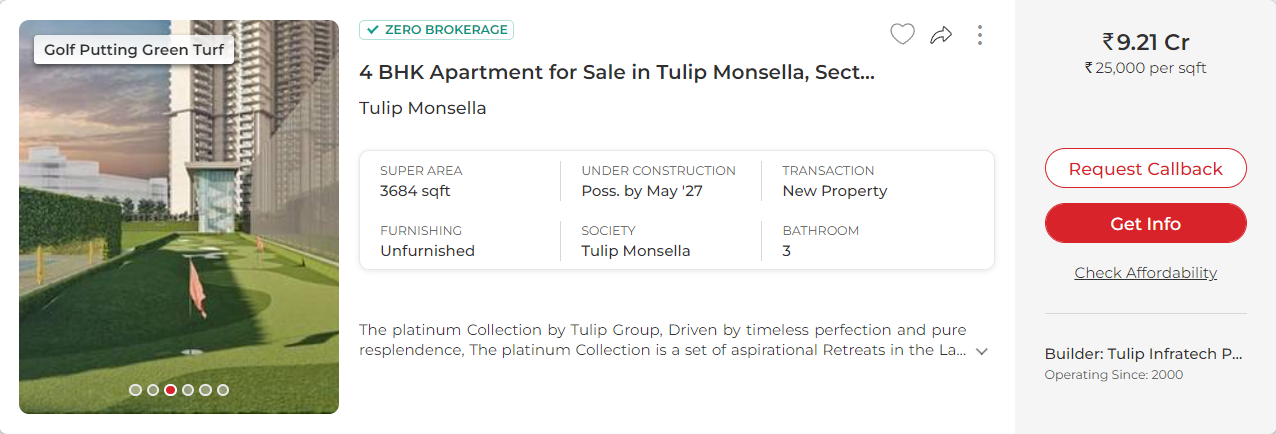 Golf Putting Green Turf
ZERO BROKERAGE
4 BHK Apartment for Sale in Tulip Monsella, Sect...
Tulip Monsella
SUPER AREA
3684 sqft
UNDER CONSTRUCTION
Poss. by May '27
TRANSACTION
New Property
FURNISHING
Unfurnished
SOCIETY
Tulip Monsella
BATHROOM
3
The platinum Collection by Tulip Group, Driven by timeless perfection and pure
resplendence, The platinum Collection is a set of aspirational Retreats in the La...
₹9.21 Cr
₹25,000 per sqft
Request Callback
Get Info
Check Affordability
Builder: Tulip Infratech P...
Operating Since: 2000